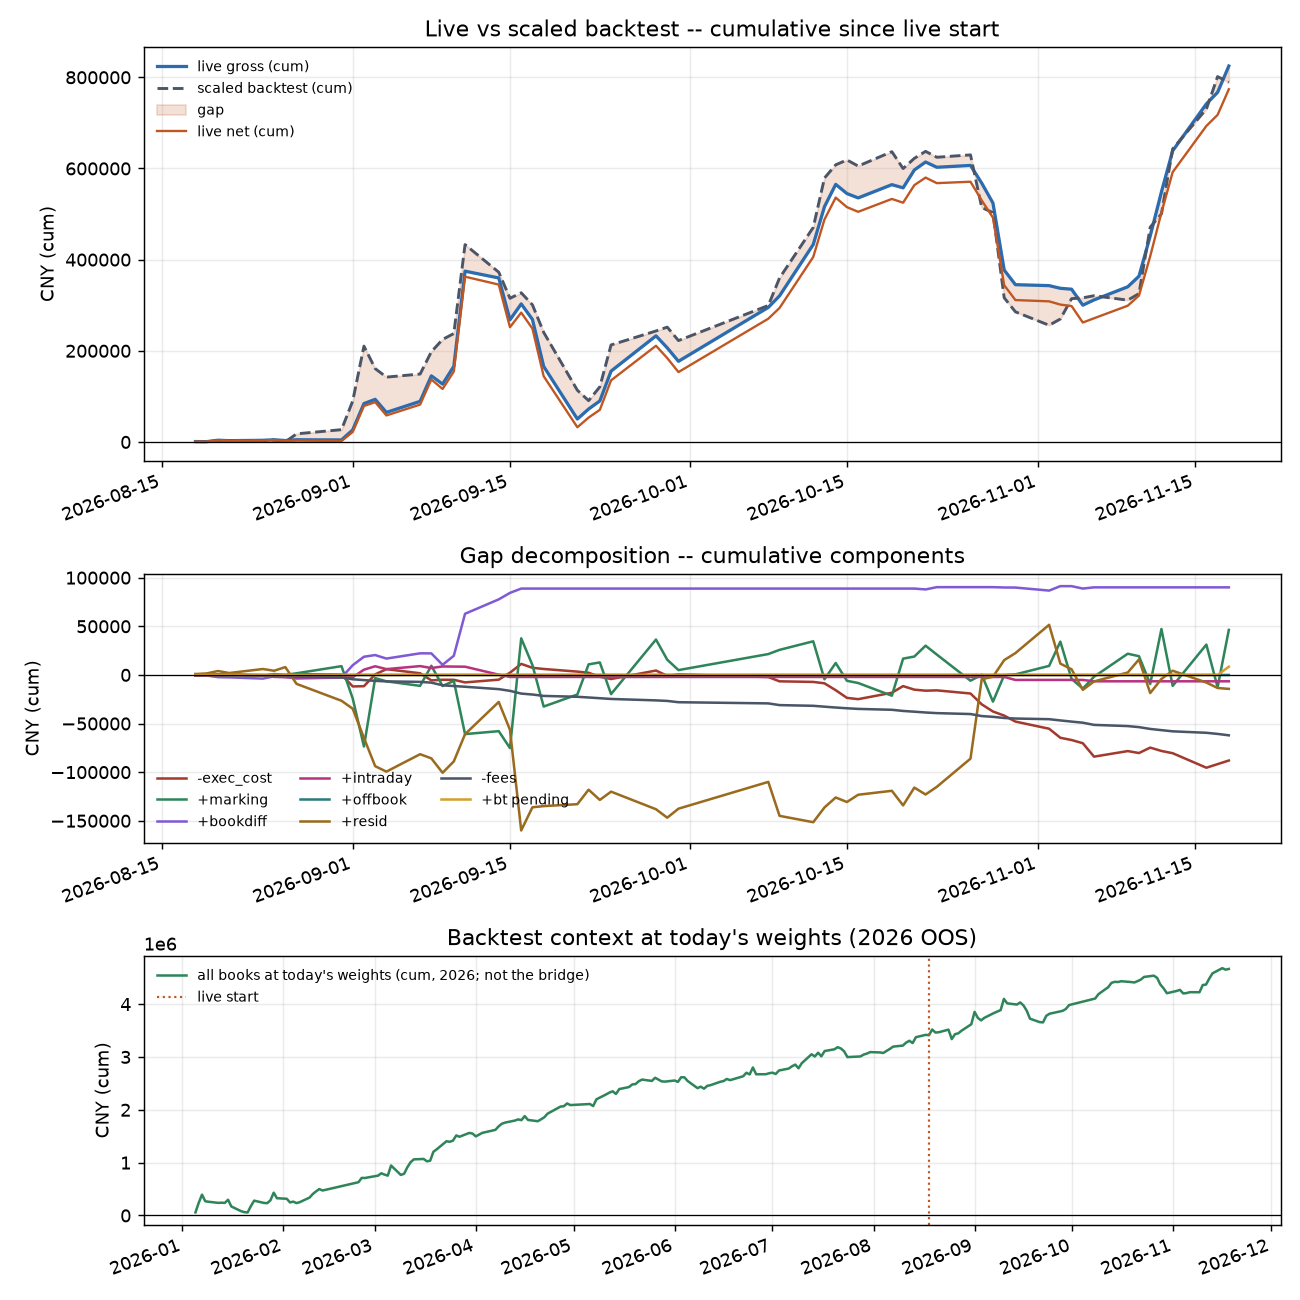 Live vs scaled backtest -- cumulative since live start
live gross (cum)
scaled backtest (cum)
gap
live net (cum)
CNY (cum)
800000
600000
400000
200000
0
2026-08-15
2026-09-01
2026-09-15
2026-10-01
2026-10-15
2026-11-01
2026-11-15
Gap decomposition -- cumulative components
CNY (cum)
100000
50000
0
−50000
−100000
−150000
-exec_cost
+marking
+bookdiff
+intraday
+offbook
+resid
-fees
+bt pending
2026-08-15
2026-09-01
2026-09-15
2026-10-01
2026-10-15
2026-11-01
2026-11-15
Backtest context at today's weights (2026 OOS)
1e6
all books at today's weights (cum, 2026; not the bridge)
live start
CNY (cum)
4
3
2
1
0
2026-01
2026-02
2026-03
2026-04
2026-05
2026-06
2026-07
2026-08
2026-09
2026-10
2026-11
2026-12